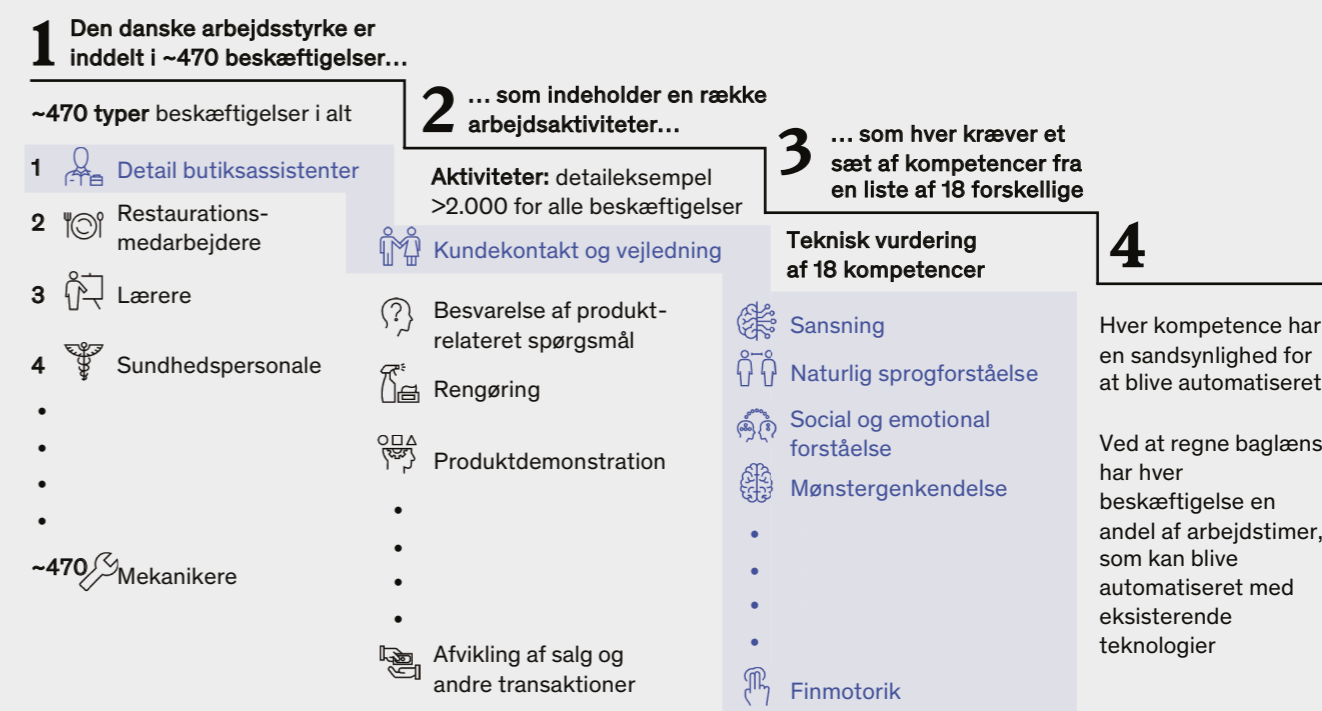 1
Den danske arbejdsstyrke er
inddelt i ~470 beskæftigelser...
~470 typer beskæftigelser i alt
1 Detail butiksassistenter
2 Restaurations-
medarbejdere
3 Lærere
4 Sundhedspersonale
•
•
•
•
~470 Mekanikere
2
... som indeholder en række
arbejdsaktiviteter...
Aktiviteter: detaileksempel
>2.000 for alle beskæftigelser
Kundekontakt og vejledning
Besvarelse af produkt-
relateret spørgsmål
Rengøring
Produktdemonstration
•
•
•
•
Afvikling af salg og
andre transaktioner
3
... som hver kræver et
sæt af kompetencer fra
en liste af 18 forskellige
Teknisk vurdering
af 18 kompetencer
Sansning
Naturlig sprogforståelse
Social og emotional
forståelse
Mønstergenkendelse
•
•
•
•
Finmotorik
4
Hver kompetence har
en sandsynlighed for
at blive automatiseret
Ved at regne baglæns
har hver
beskæftigelse en
andel af arbejdstimer,
som kan blive
automatiseret med
eksisterende
teknologier